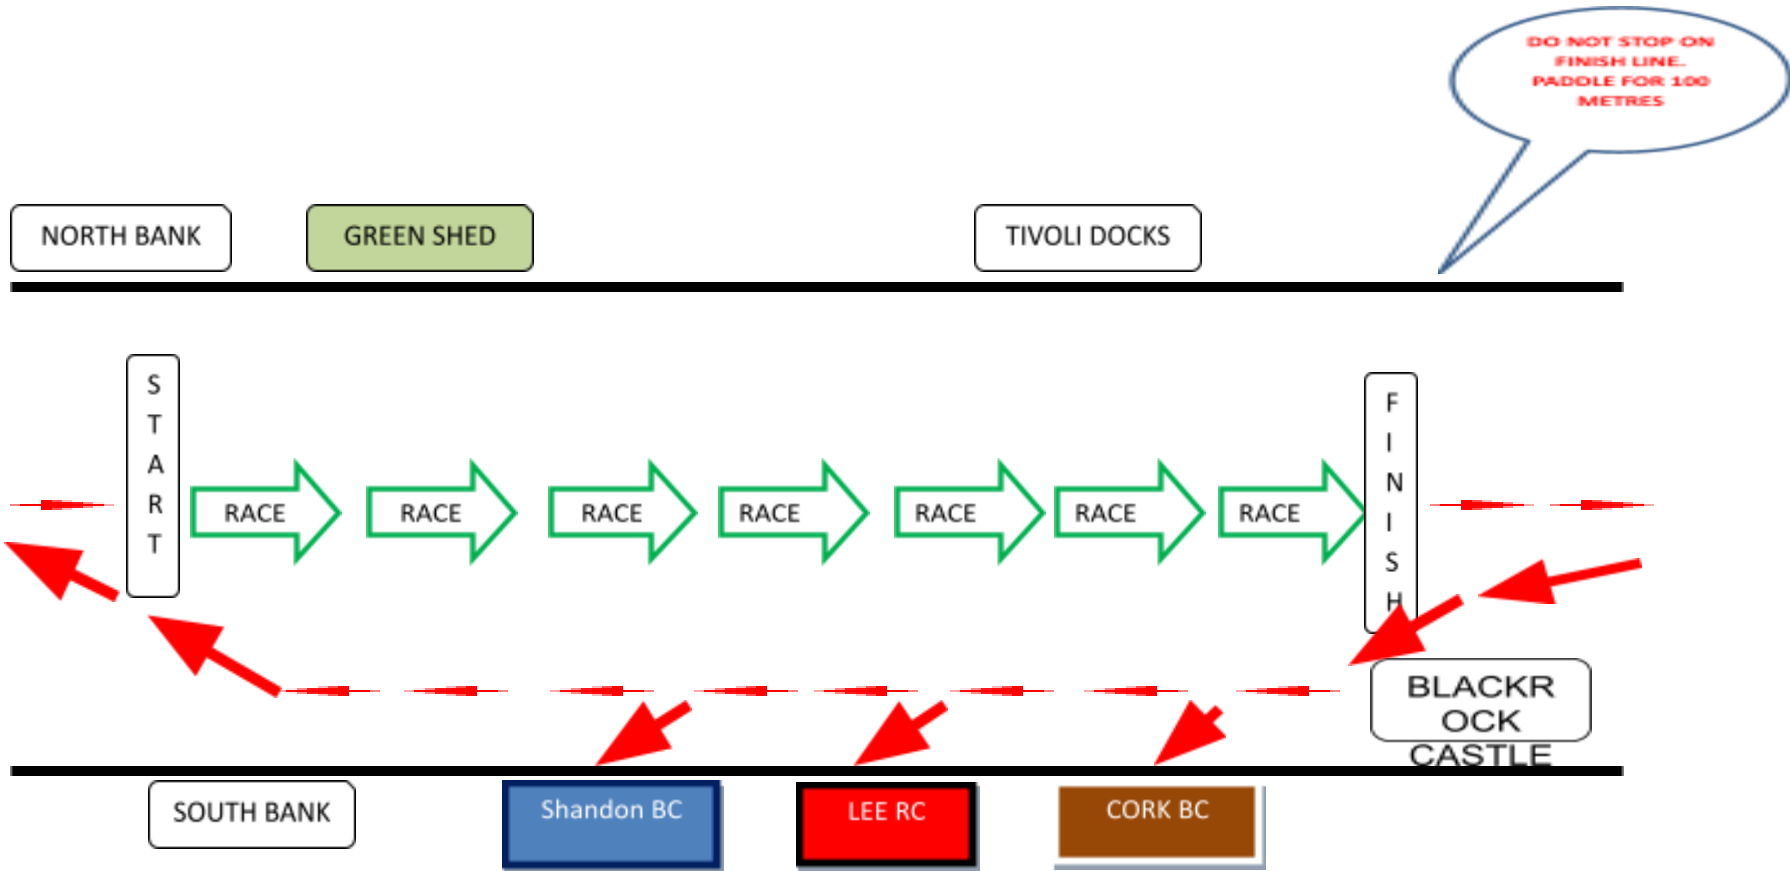 DO NOT STOP ON
FINISH LINE.
PADDLE FOR 100
METRES
NORTH BANK
GREEN SHED
TIVOLI DOCKS
S
T
A
R
T
RACE
RACE
RACE
RACE
RACE
RACE
RACE
F
I
N
I
S
H
BLACKR
OCK
CASTLE
SOUTH BANK
Shandon BC
LEE RC
CORK BC